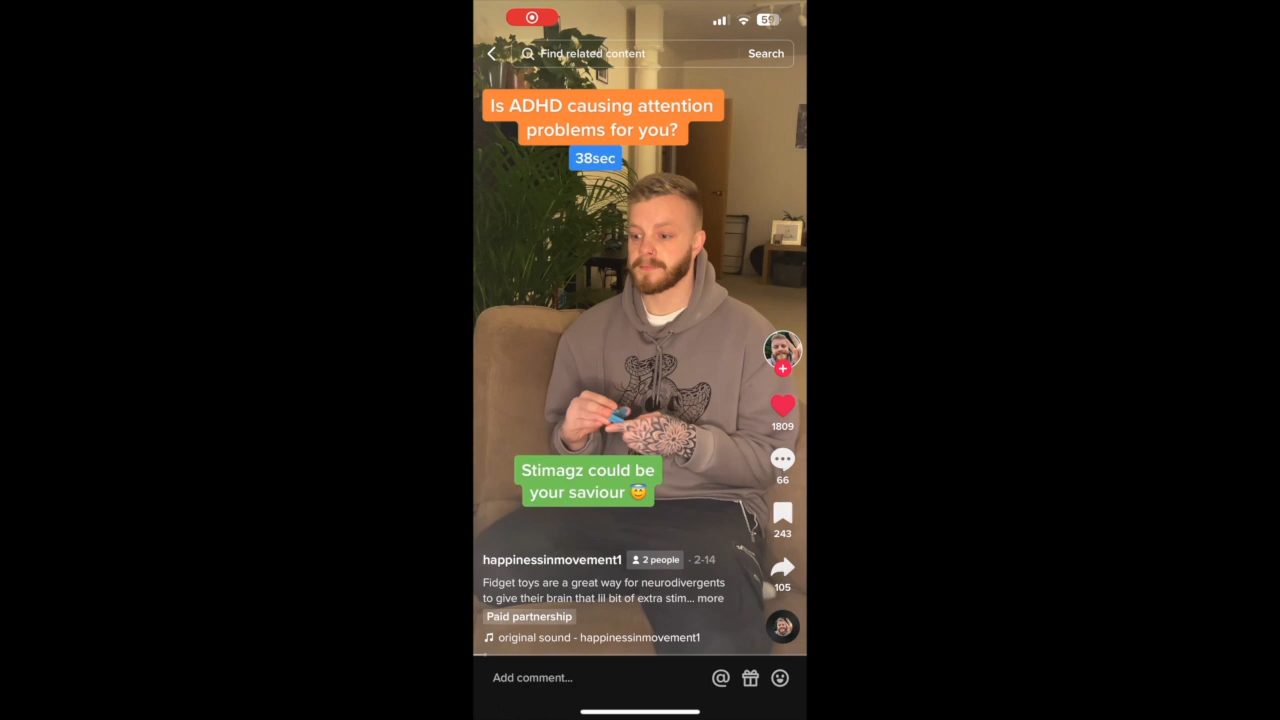 59
Find related content
Search
Is ADHD causing attention
problems for you?
38sec
1809
66
Stimagz could be
your saviour 😇
243
happinessinmovement1 2 people · 2-14
Fidget toys are a great way for neurodivergents
to give their brain that lil bit of extra stim... more
105
Paid partnership
original sound - happinessinmovement1
Add comment...